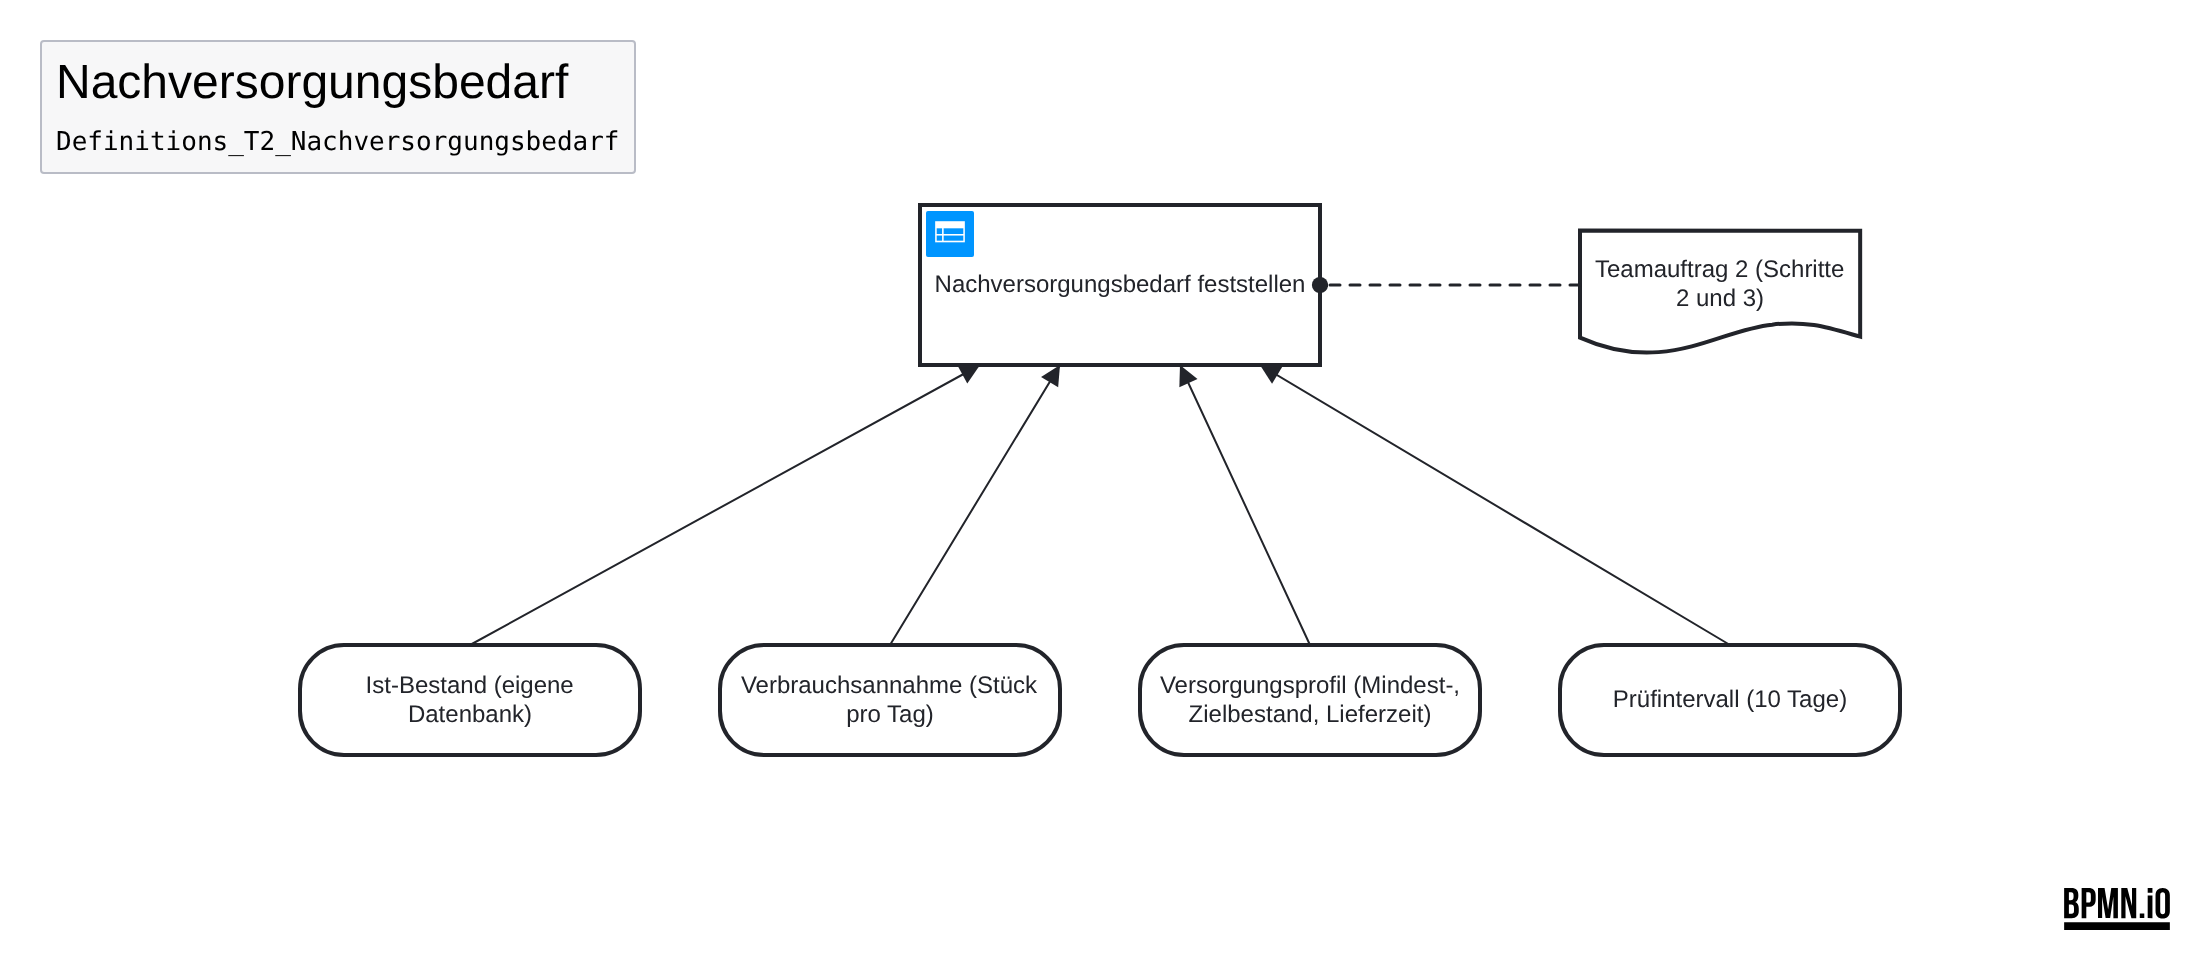 Nachversorgungsbedarf
Definitions_T2_Nachversorgungsbedarf
Nachversorgungsbedarf feststellen
Teamauftrag 2 (Schritte
2 und 3)
Ist-Bestand (eigene
Datenbank)
Verbrauchsannahme (Stück
pro Tag)
Versorgungsprofil (Mindest-,
Zielbestand, Lieferzeit)
Prüfintervall (10 Tage)
BPMN.iO